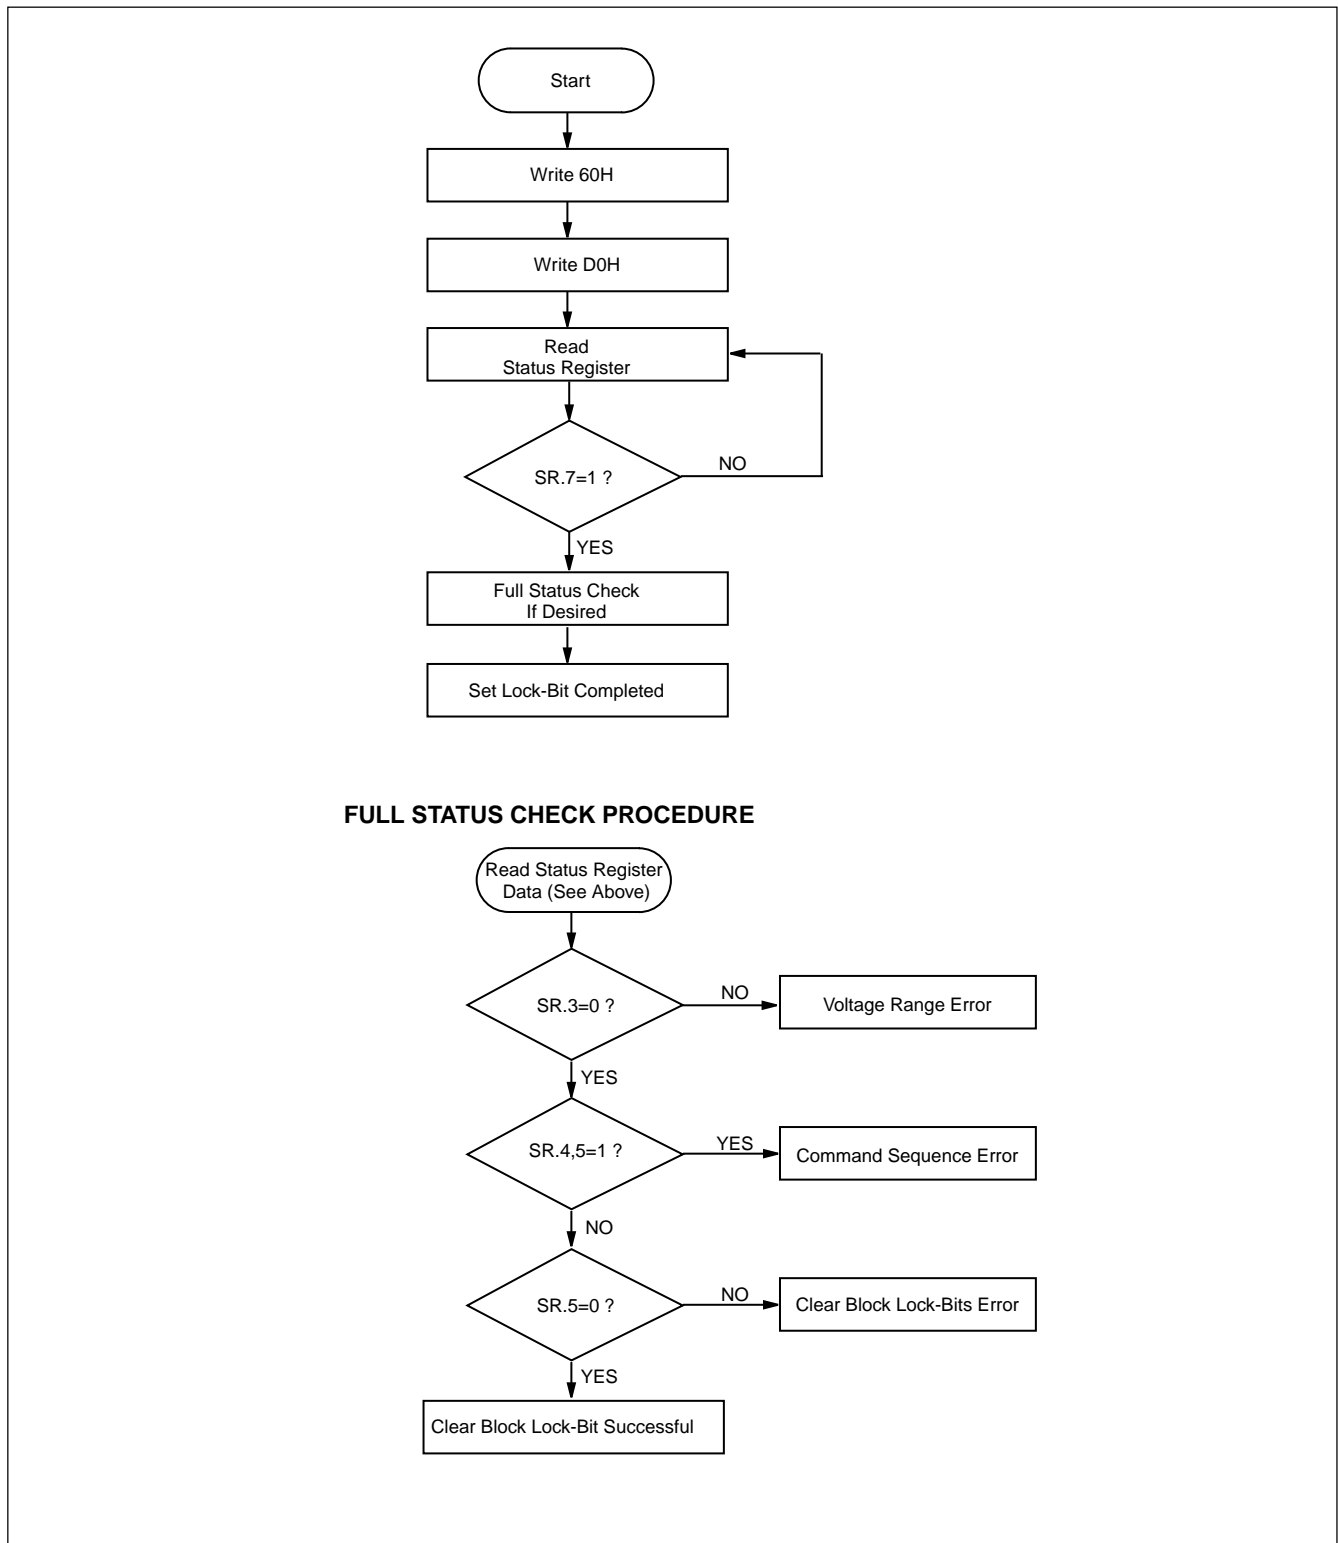 Start
Write 60H
Write D0H
Read
Status Register
SR.7=1 ?
NO
YES
Full Status Check
If Desired
Set Lock-Bit Completed
FULL STATUS CHECK PROCEDURE
Read Status Register
Data (See Above)
SR.3=0 ?
NO
Voltage Range Error
YES
SR.4,5=1 ?
YES
Command Sequence Error
NO
SR.5=0 ?
NO
Clear Block Lock-Bits Error
YES
Clear Block Lock-Bit Successful